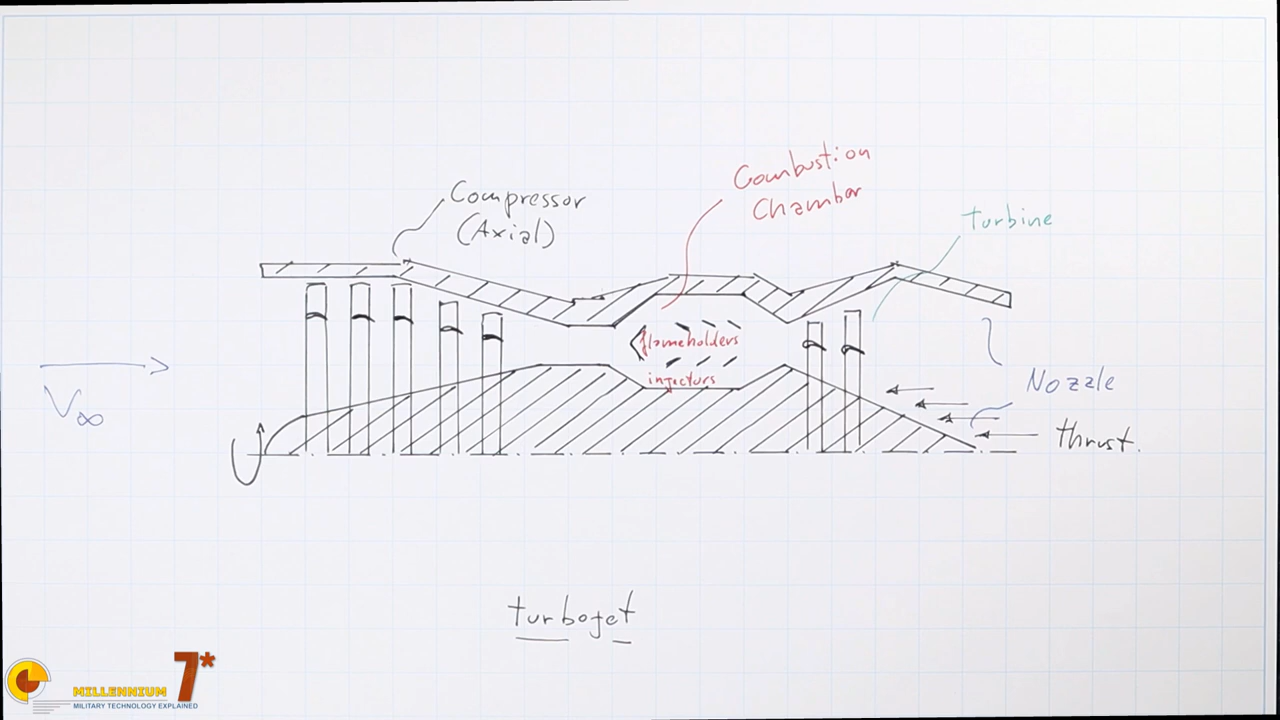 Combustion
Chamber
Compressor
(Axial)
turbine
flameholders
injectors
Nozzle
V∞
thrust.
turbojet
7*
MILLENNIUM
MILITARY TECHNOLOGY EXPLAINED